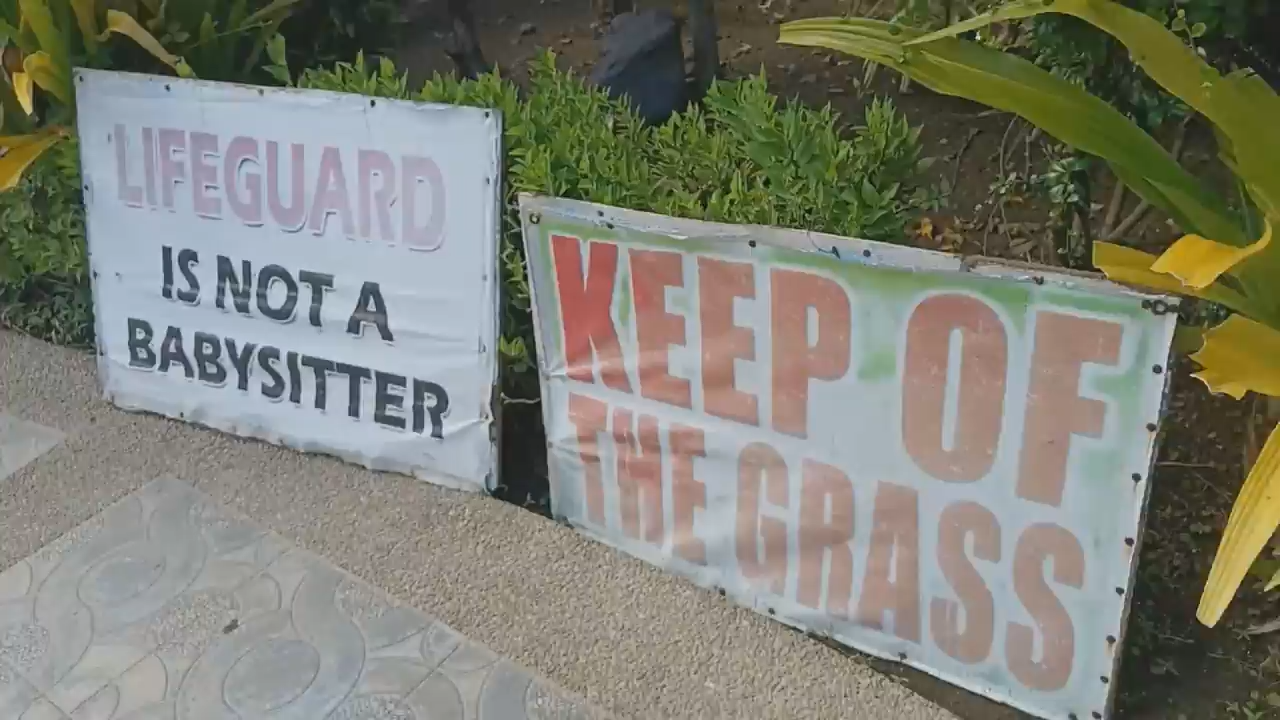 LIFEGUARD
IS NOT A
BABYSITTER
KEEP OF
THE GRASS